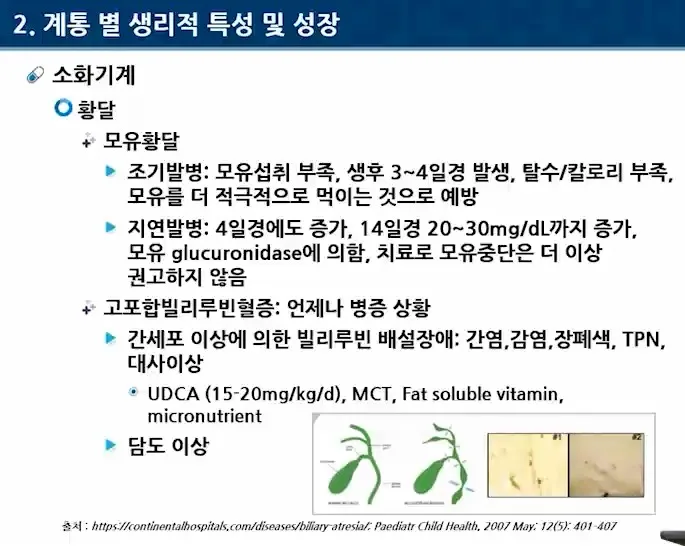 2. 계통 별 생리적 특성 및 성장
소화기계
황달
모유황달
조기발병: 모유섭취 부족, 생후 3~4일경 발생, 탈수/칼로리 부족,
모유를 더 적극적으로 먹이는 것으로 예방
지연발병: 4일경에도 증가, 14일경 20~30mg/dL까지 증가,
모유 glucuronidase에 의함, 치료로 모유중단은 더 이상
권고하지 않음
고포합빌리루빈혈증: 언제나 병증 상황
간세포 이상에 의한 빌리루빈 배설장애: 간염,감염,장폐색, TPN,
대사이상
UDCA (15-20mg/kg/d), MCT, Fat soluble vitamin,
micronutrient
담도 이상
#1
#2
출처 : https://continentalhospitals.com/diseases/biliary-atresia/; Paediatr Child Health. 2007 May; 12(5): 401-407